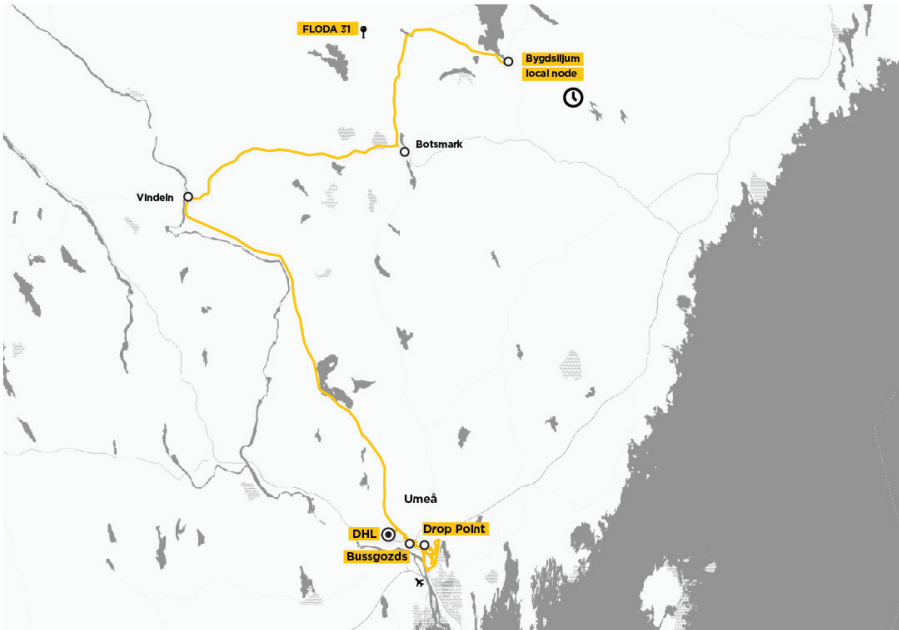 FLODA 31
Bygdsiljum
local node
Botsmark
Vindeln
Umeå
DHL
Drop Point
Bussgozds